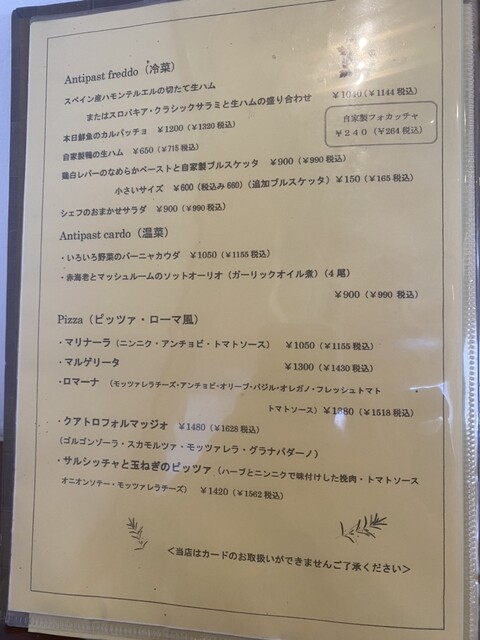 Antipast freddo（冷菜）
スペイン産ハモンテルエルの切たて生ハム
またはスロバキア・クラシックサラミと生ハムの盛り合わせ ￥1040（￥1144 税込）
本日鮮魚のカルパッチョ ￥1200（￥1320 税込）
自家製フォカッチャ
￥２４０（￥264 税込）
自家製鴨の生ハム ￥650（￥715 税込）
鶏白レバーのなめらかペーストと自家製ブルスケッタ ￥900（￥990 税込）
小さいサイズ ￥600（税込み 660）（追加ブルスケッタ）￥150（￥165 税込）
シェフのおまかせサラダ ￥900（￥990 税込）
Antipast cardo（温菜）
・いろいろ野菜のバーニャカウダ ￥1050（￥1155 税込）
・赤海老とマッシュルームのソットオーリオ（ガーリックオイル煮）（４尾）
￥900（￥990 税込）
Pizza（ピッツァ・ローマ風）
・マリナーラ（ニンニク・アンチョビ・トマトソース） ￥1050（￥1155 税込）
・マルゲリータ ￥1300（￥1430 税込）
・ロマーナ （モッツァレラチーズ・アンチョビ・オリーブ・バジル・オレガノ・フレッシュトマト
トマトソース）￥1380（￥1518 税込）
・クアトロフォルマッジオ ￥1480（￥1628 税込）
（ゴルゴンゾーラ・スカモルツァ・モッツァレラ・グラナパダーノ）
・サルシッチャと玉ねぎのピッツァ（ハーブとニンニクで味付けした挽肉・トマトソース
オニオンソテー・モッツァレラチーズ） ￥1420（￥1562 税込）
＜当店はカードのお取扱いができませんご了承ください＞